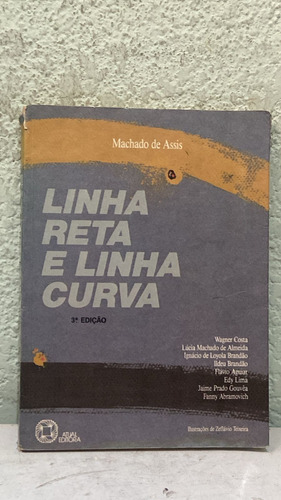 Machado de Assis
LINHA
RETA
E LINHA
CURVA
3ª EDIÇÃO
Wagner Costa
Lúcia Machado de Almeida
Ignácio de Loyola Brandão
Ildeu Brandão
Flávio Aguiar
Edy Lima
Jaime Prado Gouvêa
Fanny Abramovich
Ilustrações de Zeflávio Teixeira
ATUAL
EDITORA